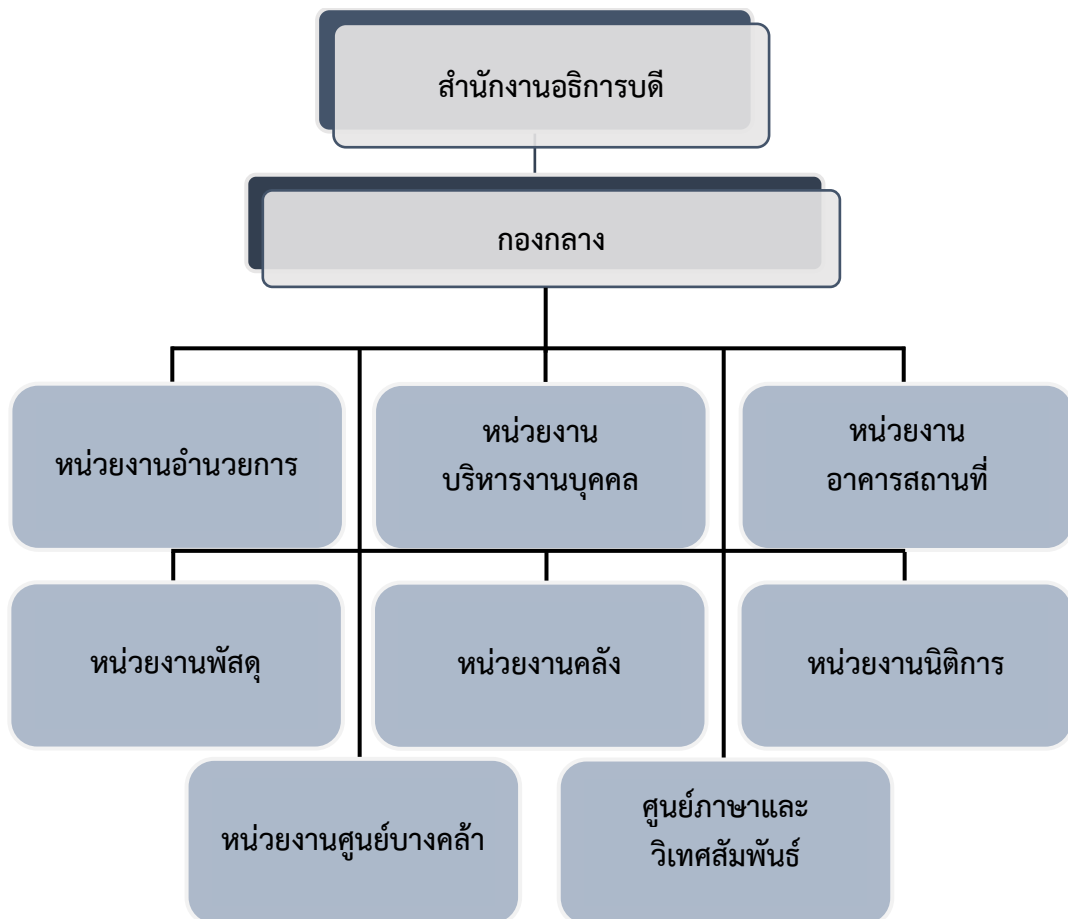 สำนักงานอธิการบดี
กองกลาง
หน่วยงานอำนวยการ
หน่วยงาน
บริหารงานบุคคล
หน่วยงาน
อาคารสถานที่
หน่วยงานพัสดุ
หน่วยงานคลัง
หน่วยงานนิติการ
หน่วยงานศูนย์บางคล้า
ศูนย์ภาษาและ
วิเทศสัมพันธ์